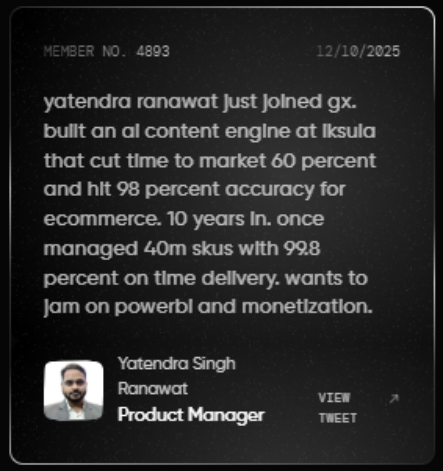 MEMBER NO. 4893 12/10/2025
yatendra ranawat just joined gx.
built an ai content engine at iksula
that cut time to market 60 percent
and hit 98 percent accuracy for
ecommerce. 10 years in. once
managed 40m skus with 99.8
percent on time delivery. wants to
jam on powerbi and monetization.
Yatendra Singh
Ranawat
Product Manager
VIEW
TWEET